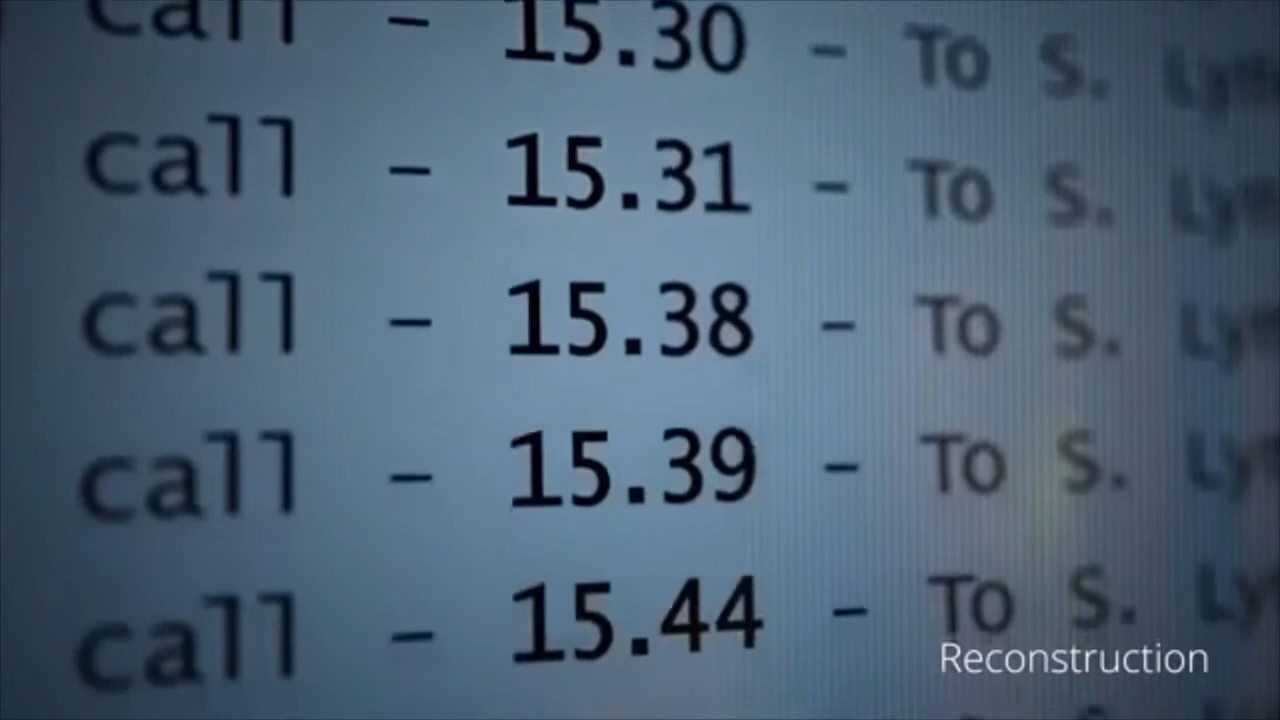 call - 15.30 - To S.
call - 15.31 - To S.
call - 15.38 - To S.
call - 15.39 - To S.
call - 15.44 - To S.
Reconstruction